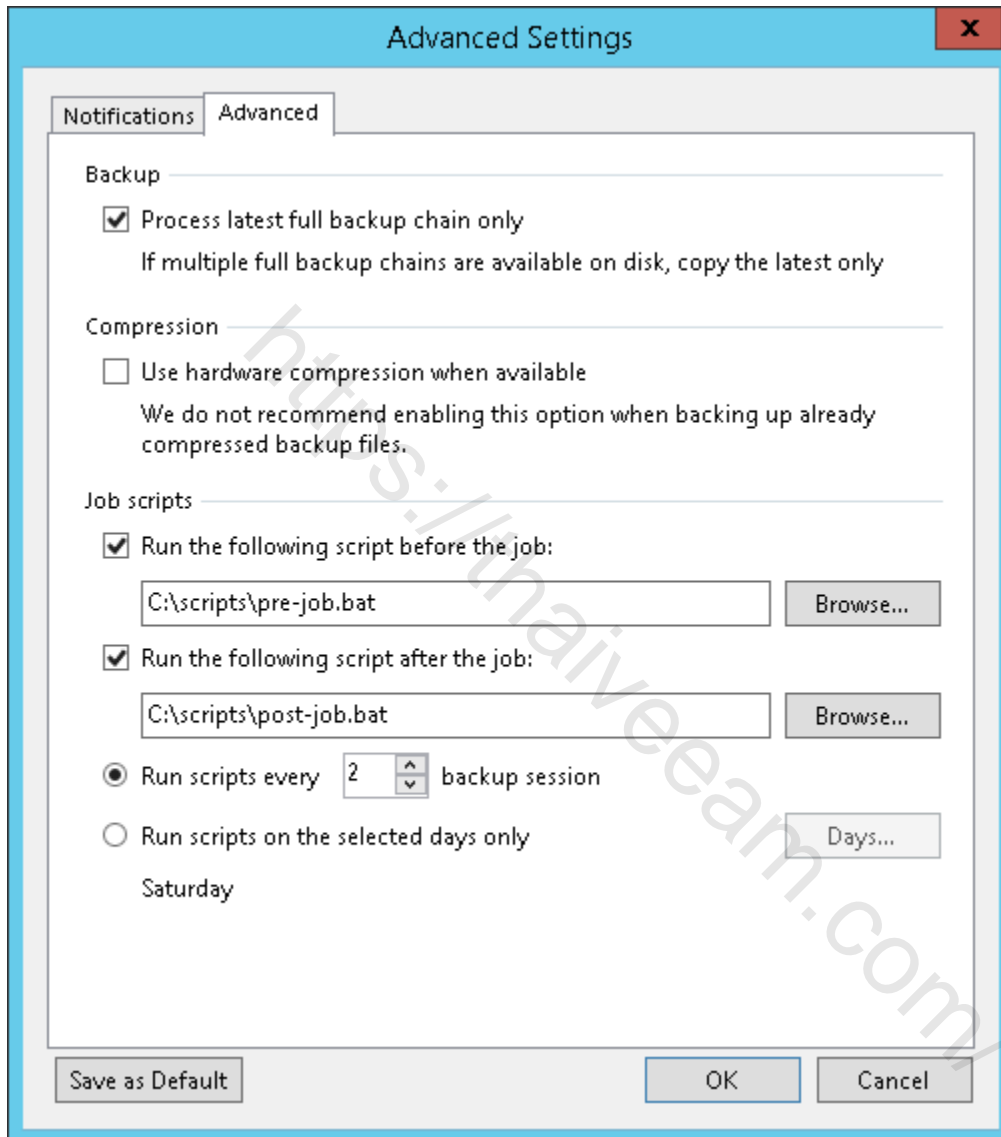 Advanced Settings
x
Notifications
Advanced
Backup
Process latest full backup chain only
If multiple full backup chains are available on disk, copy the latest only
Compression
Use hardware compression when available
We do not recommend enabling this option when backing up already
compressed backup files.
Job scripts
Run the following script before the job:
C:\scripts\pre-job.bat
Browse...
Run the following script after the job:
C:\scripts\post-job.bat
Browse...
Run scripts every 2 backup session
Run scripts on the selected days only
Days...
Saturday
Save as Default
OK
Cancel
https://thaiveeam.com/